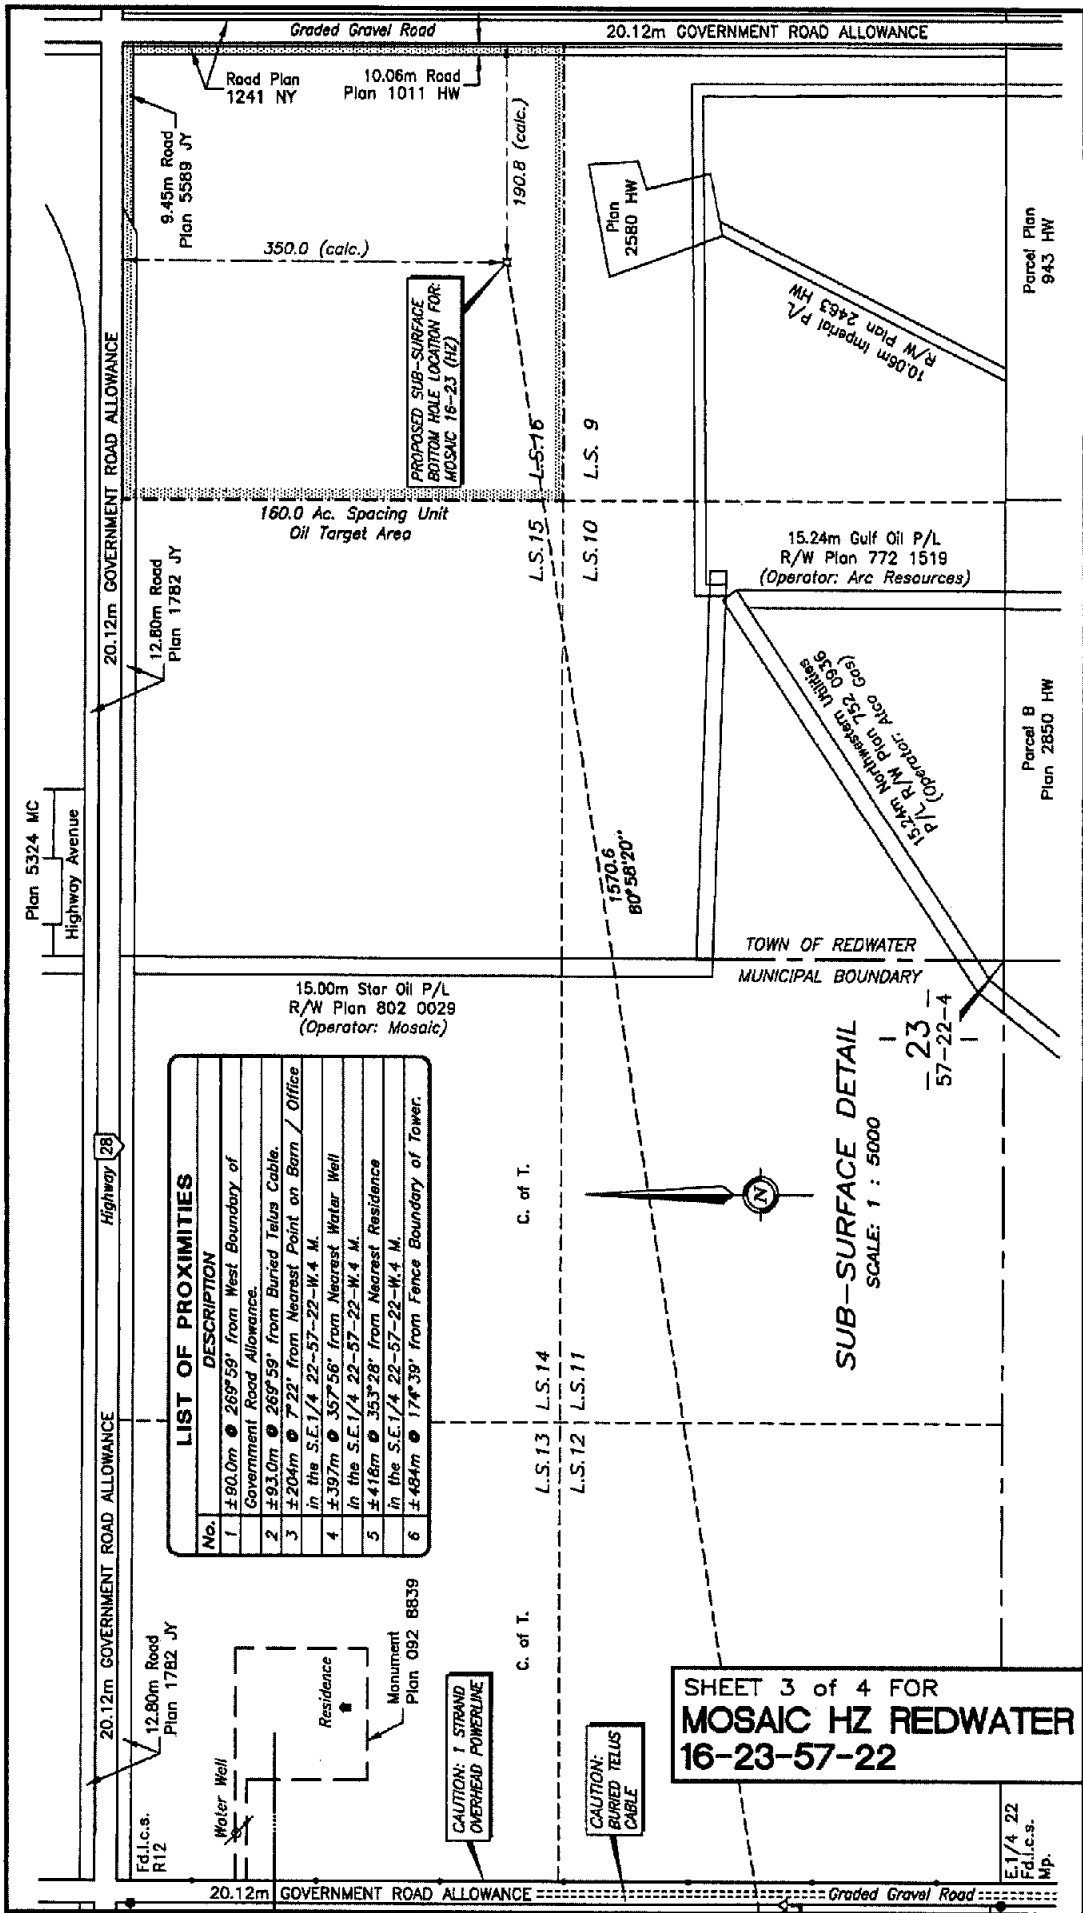 Graded Gravel Road
20.12m GOVERNMENT ROAD ALLOWANCE
Road Plan
1241 NY
10.06m Road
Plan 1011 HW
9.45m Road
Plan 5589 JY
190.8 (calc.)
350.0 (calc.)
Plan
2580 HW
Parcel Plan
943 HW
10.06m Imperial P/L
R/W Plan 2463 HW
PROPOSED SUB-SURFACE
BOTTOM HOLE LOCATION FOR:
MOSAIC 16-23 (HZ)
20.12m GOVERNMENT ROAD ALLOWANCE
L.S.16
L.S. 9
160.0 Ac. Spacing Unit
Oil Target Area
L.S.15
L.S.10
15.24m Gulf Oil P/L
R/W Plan 772 1519
(Operator: Arc Resources)
12.80m Road
Plan 1782 JY
15.24m Northwestern Utilities
P/L R/W Plan 752 0936
(Operator: Atco Gas)
Parcel B
Plan 2850 HW
Plan 5324 MC
Highway Avenue
1570.6
80°58'20"
TOWN OF REDWATER
MUNICIPAL BOUNDARY
15.00m Star Oil P/L
R/W Plan 802 0029
(Operator: Mosaic)
23
57-22-4
Highway 28
LIST OF PROXIMITIES
No. DESCRIPTION
1 ±90.0m @ 269°59' from West Boundary of
Government Road Allowance.
2 ±93.0m @ 269°59' from Buried Telus Cable.
3 ±204m @ 7°22' from Nearest Point on Barn / Office
in the S.E.1/4 22-57-22-W.4 M.
4 ±397m @ 357°56' from Nearest Water Well
in the S.E.1/4 22-57-22-W.4 M.
5 ±418m @ 353°28' from Nearest Residence
in the S.E.1/4 22-57-22-W.4 M.
6 ±484m @ 174°39' from Fence Boundary of Tower.
C. of T.
N
SUB-SURFACE DETAIL
SCALE: 1 : 5000
L.S.14
L.S.11
L.S.13
L.S.12
20.12m GOVERNMENT ROAD ALLOWANCE
12.80m Road
Plan 1782 JY
Residence
Monument
Plan 092 8839
C. of T.
Water Well
CAUTION: 1 STRAND
OVERHEAD POWERLINE
CAUTION:
BURIED TELUS
CABLE
SHEET 3 of 4 FOR
MOSAIC HZ REDWATER
16-23-57-22
Fd.I.c.s.
R12
E.1/4 22
Fd.I.c.s.
Mp.
20.12m GOVERNMENT ROAD ALLOWANCE
Graded Gravel Road